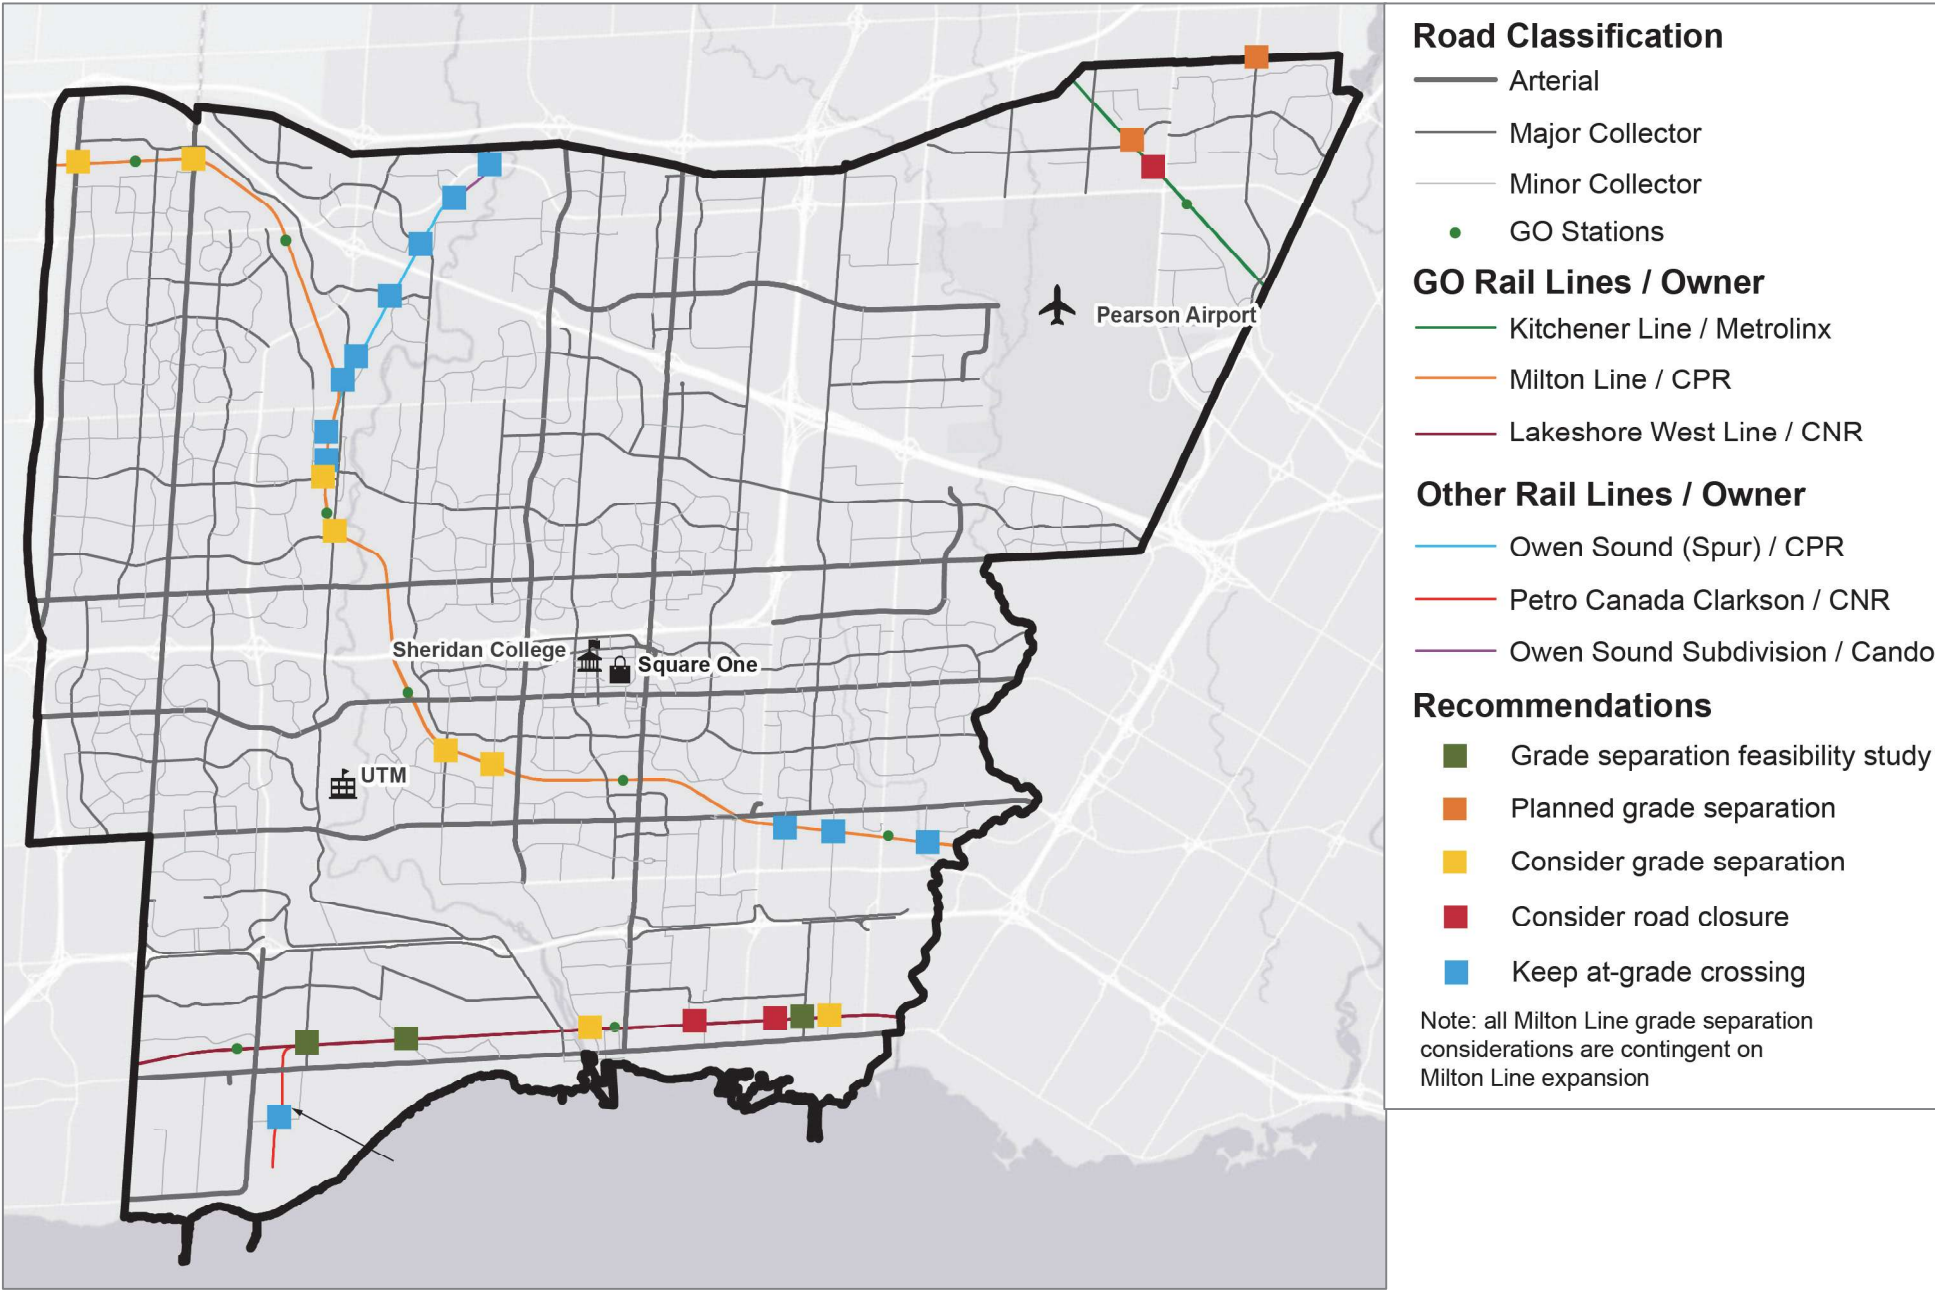 Pearson Airport
Sheridan College
Square One
UTM
Road Classification
Arterial
Major Collector
Minor Collector
GO Stations
GO Rail Lines / Owner
Kitchener Line / Metrolinx
Milton Line / CPR
Lakeshore West Line / CNR
Other Rail Lines / Owner
Owen Sound (Spur) / CPR
Petro Canada Clarkson / CNR
Owen Sound Subdivision / Cando
Recommendations
Grade separation feasibility study
Planned grade separation
Consider grade separation
Consider road closure
Keep at-grade crossing
Note: all Milton Line grade separation
considerations are contingent on
Milton Line expansion